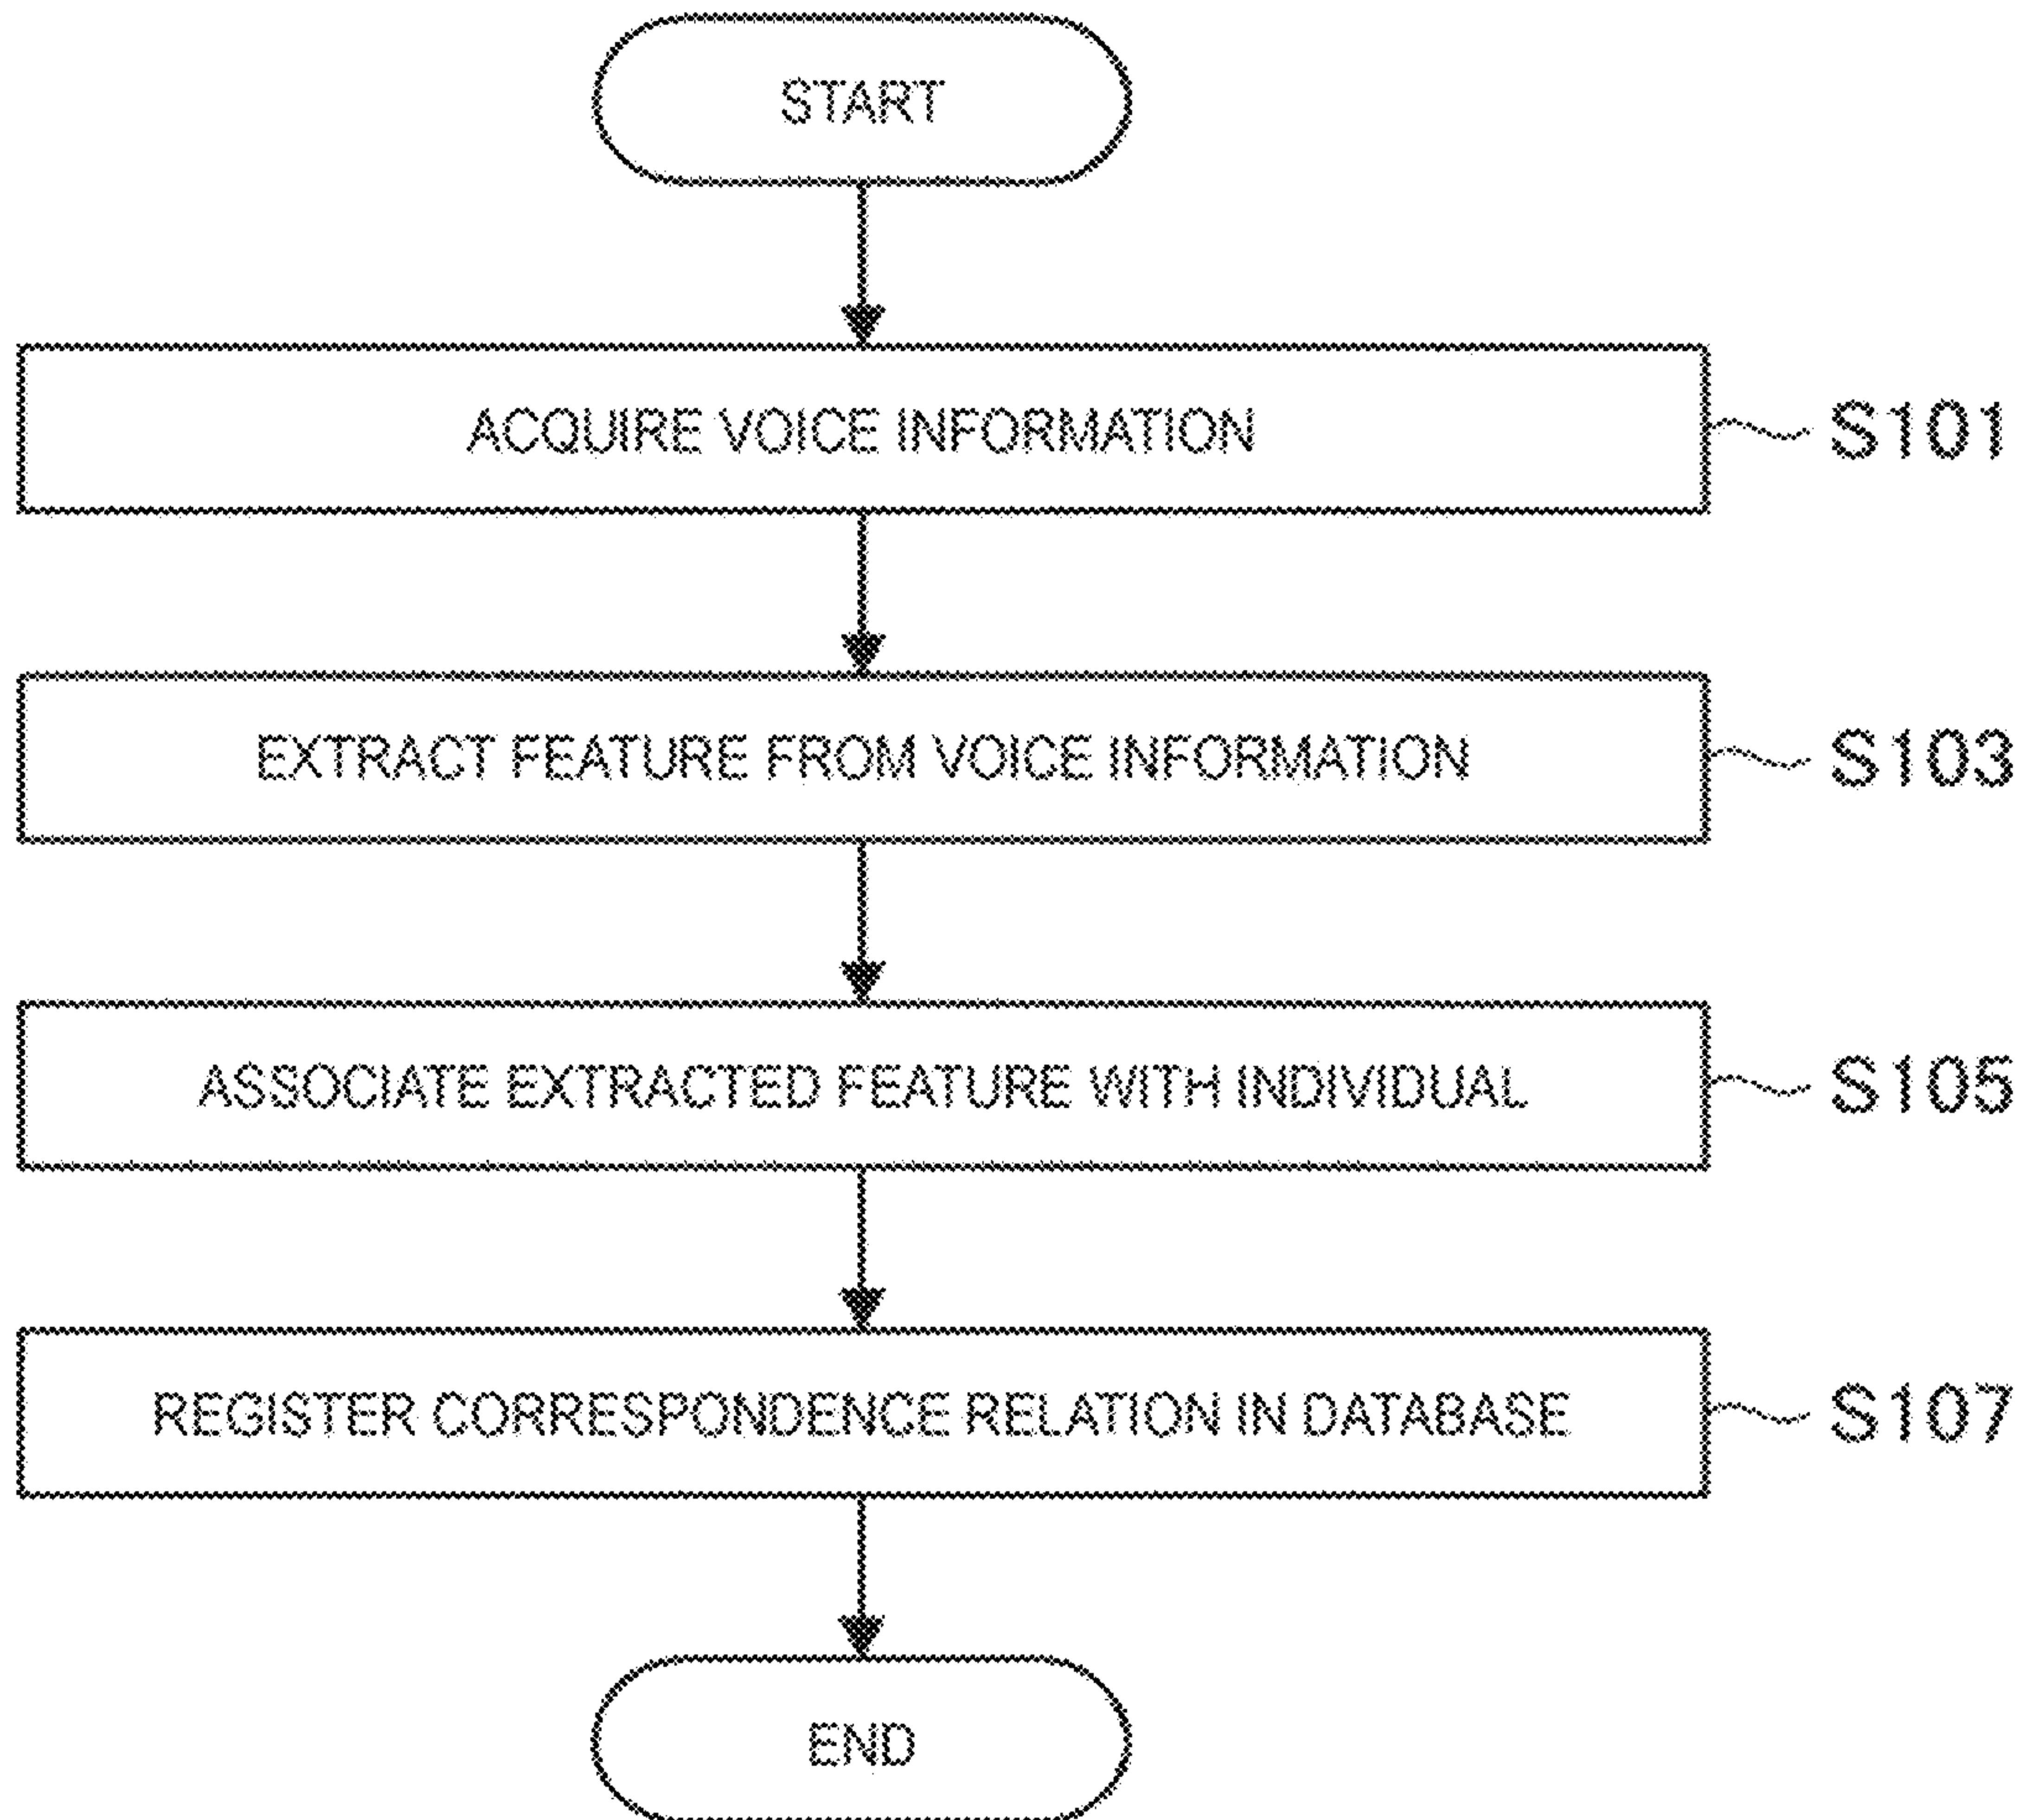 START
ACQUIRE VOICE INFORMATION S101
EXTRACT FEATURE FROM VOICE INFORMATION S103
ASSOCIATE EXTRACTED FEATURE WITH INDIVIDUAL S105
REGISTER CORRESPONDENCE RELATION IN DATABASE S107
END